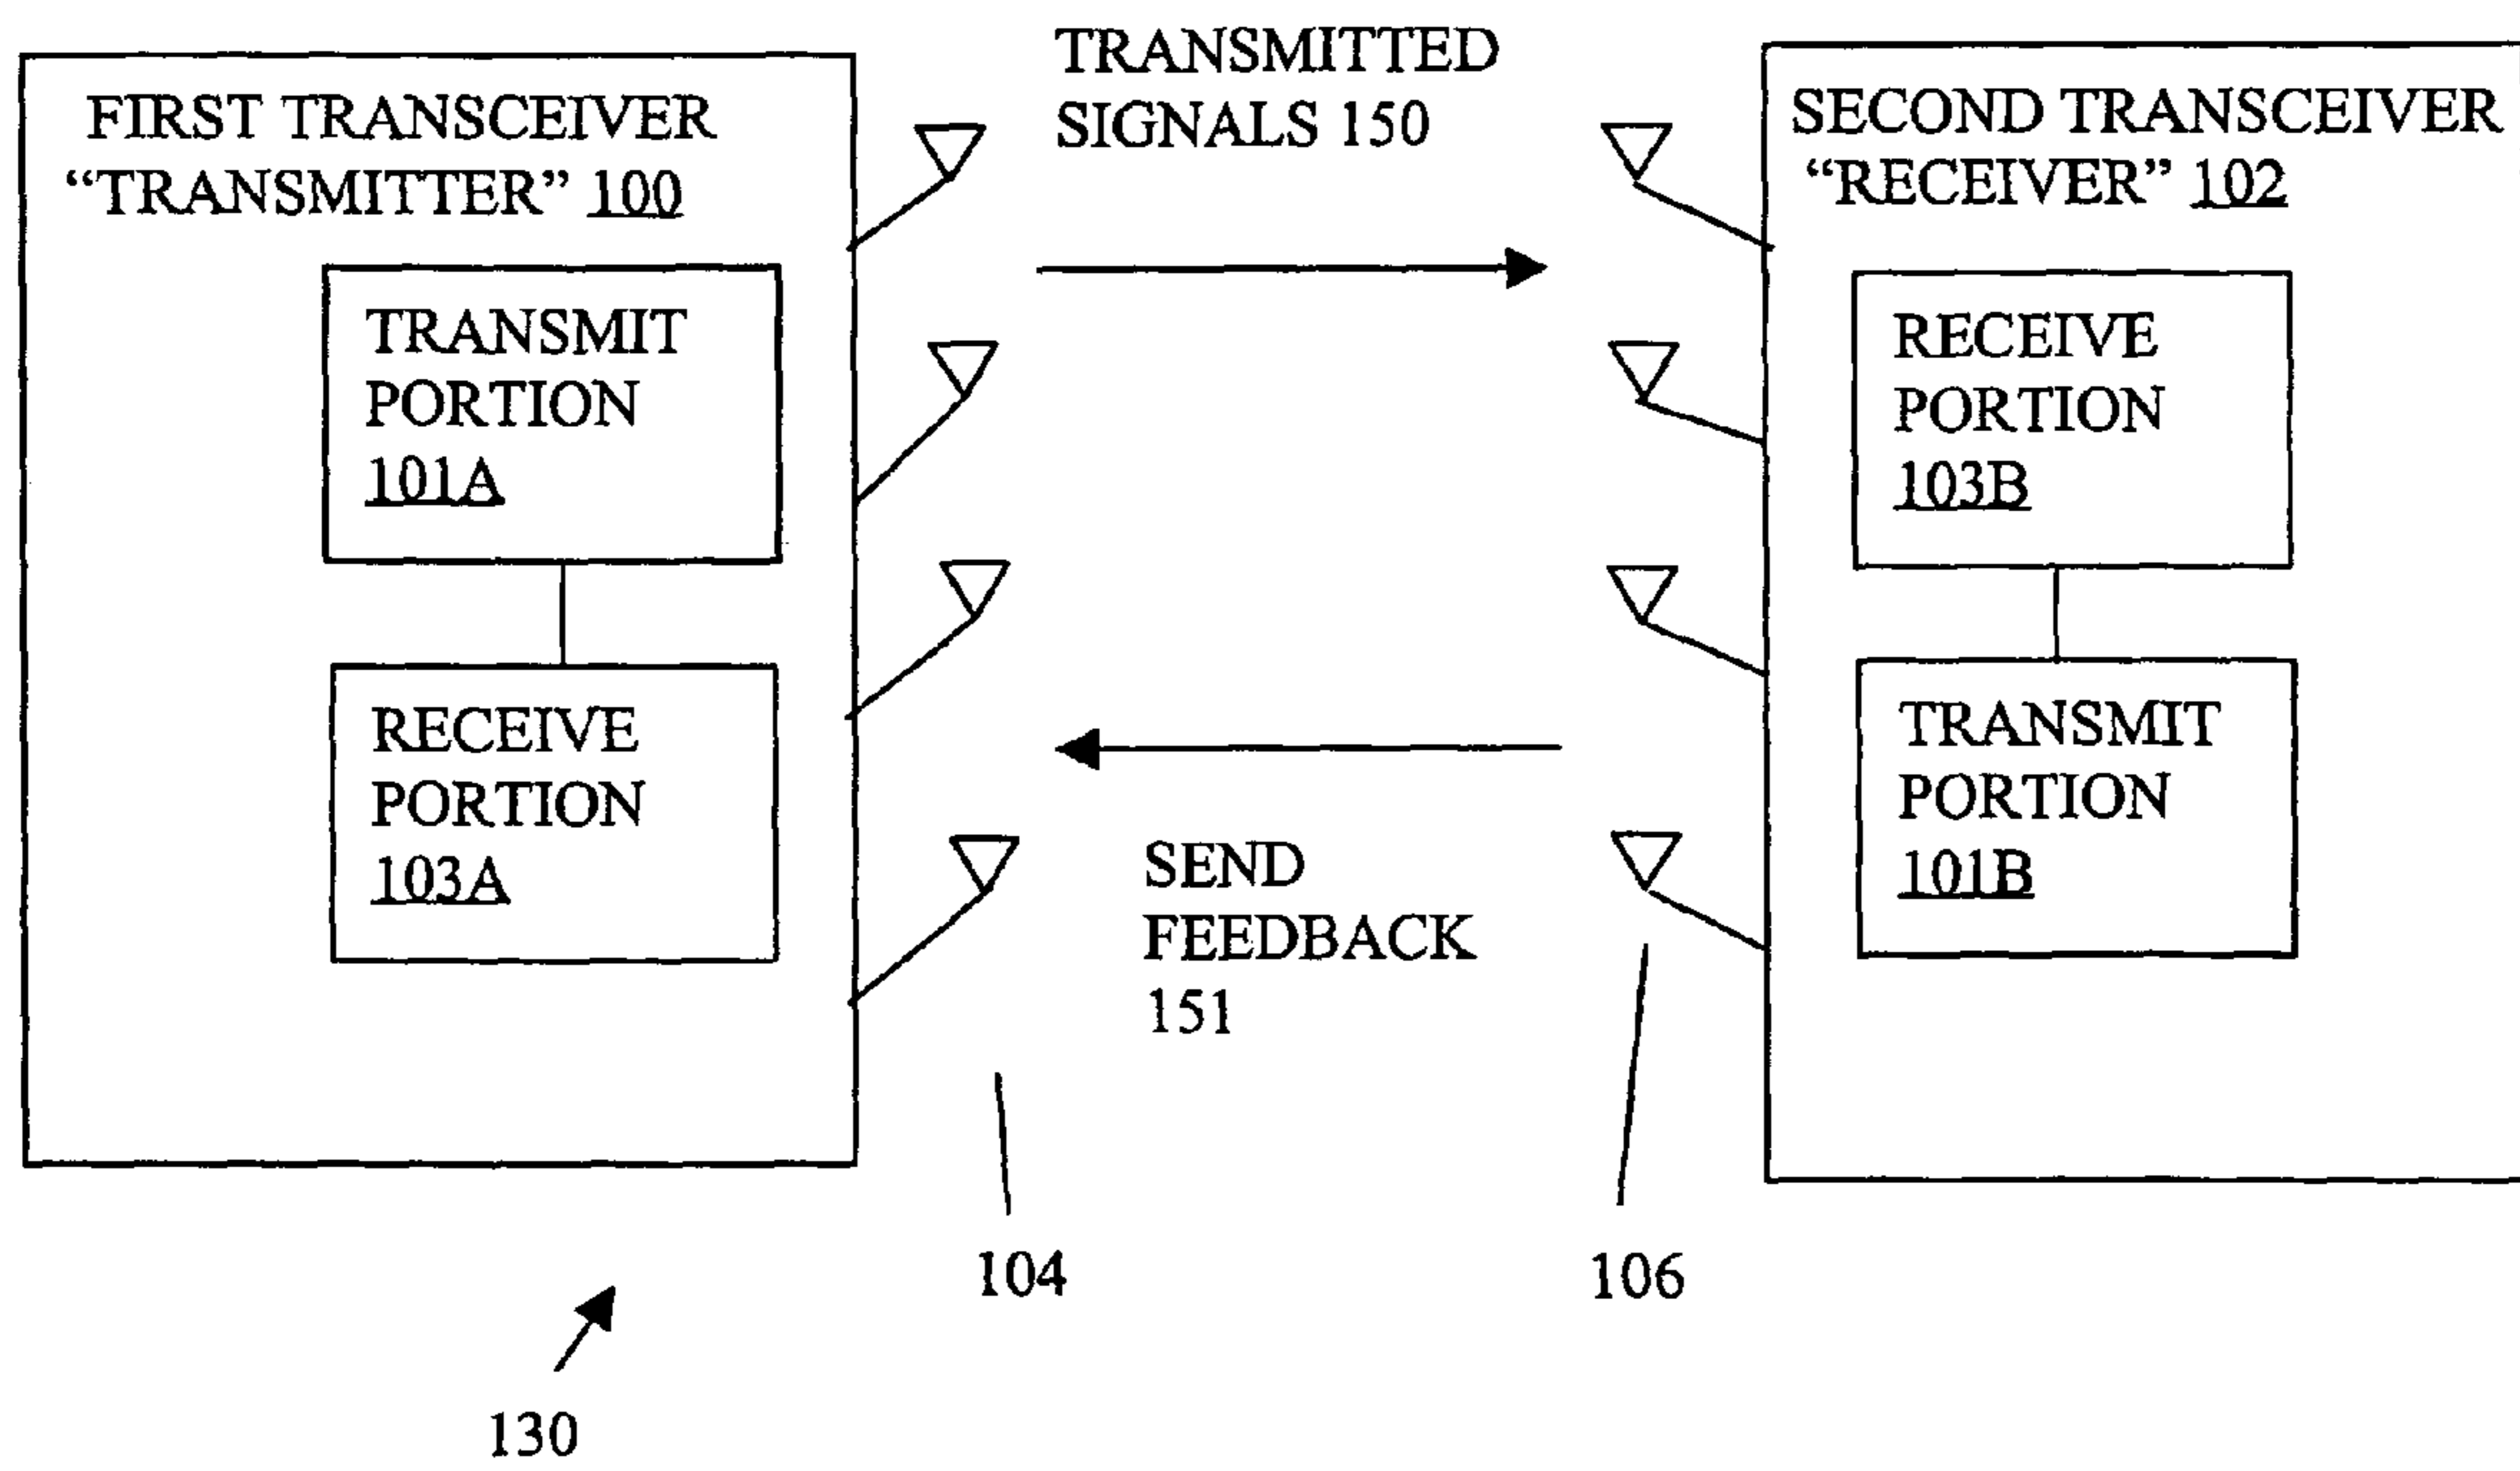 FIRST TRANSCEIVER
“TRANSMITTER” 100
TRANSMIT
PORTION
101A
RECEIVE
PORTION
103A
TRANSMITTED
SIGNALS 150
SEND
FEEDBACK
151
SECOND TRANSCEIVER
“RECEIVER” 102
RECEIVE
PORTION
103B
TRANSMIT
PORTION
101B
104
106
130